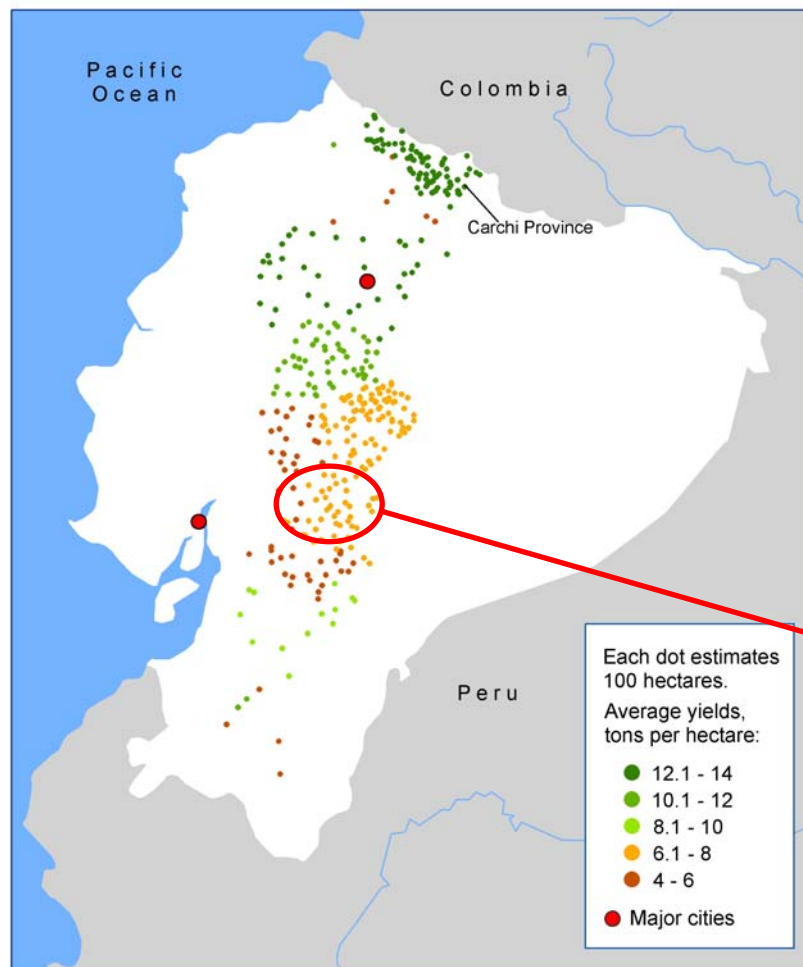 Pacific
Ocean
Colombia
Carchi Province
Peru
Each dot estimates
100 hectares.
Average yields,
tons per hectare:
12.1 - 14
10.1 - 12
8.1 - 10
6.1 - 8
4 - 6
Major cities